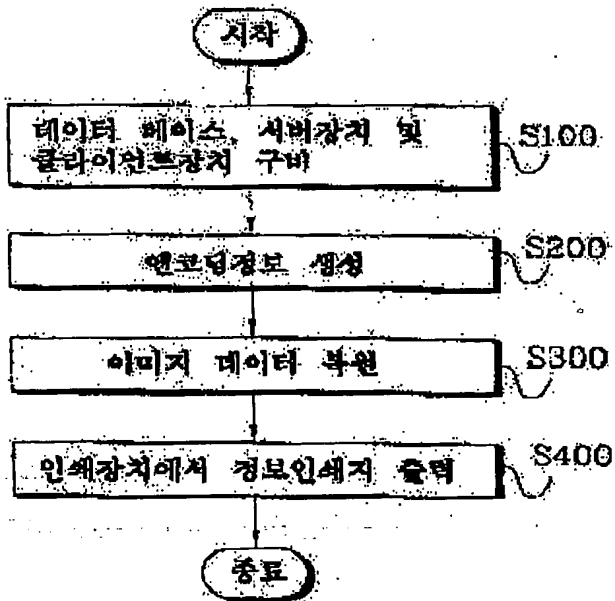 시작
데이터 베이스, 서버장치 및
클라이언트장치 구비
S100
엔코딩정보 생성
S200
이미지 데이터 복원
S300
인쇄장치에서 정보인쇄지 출력
S400
종료